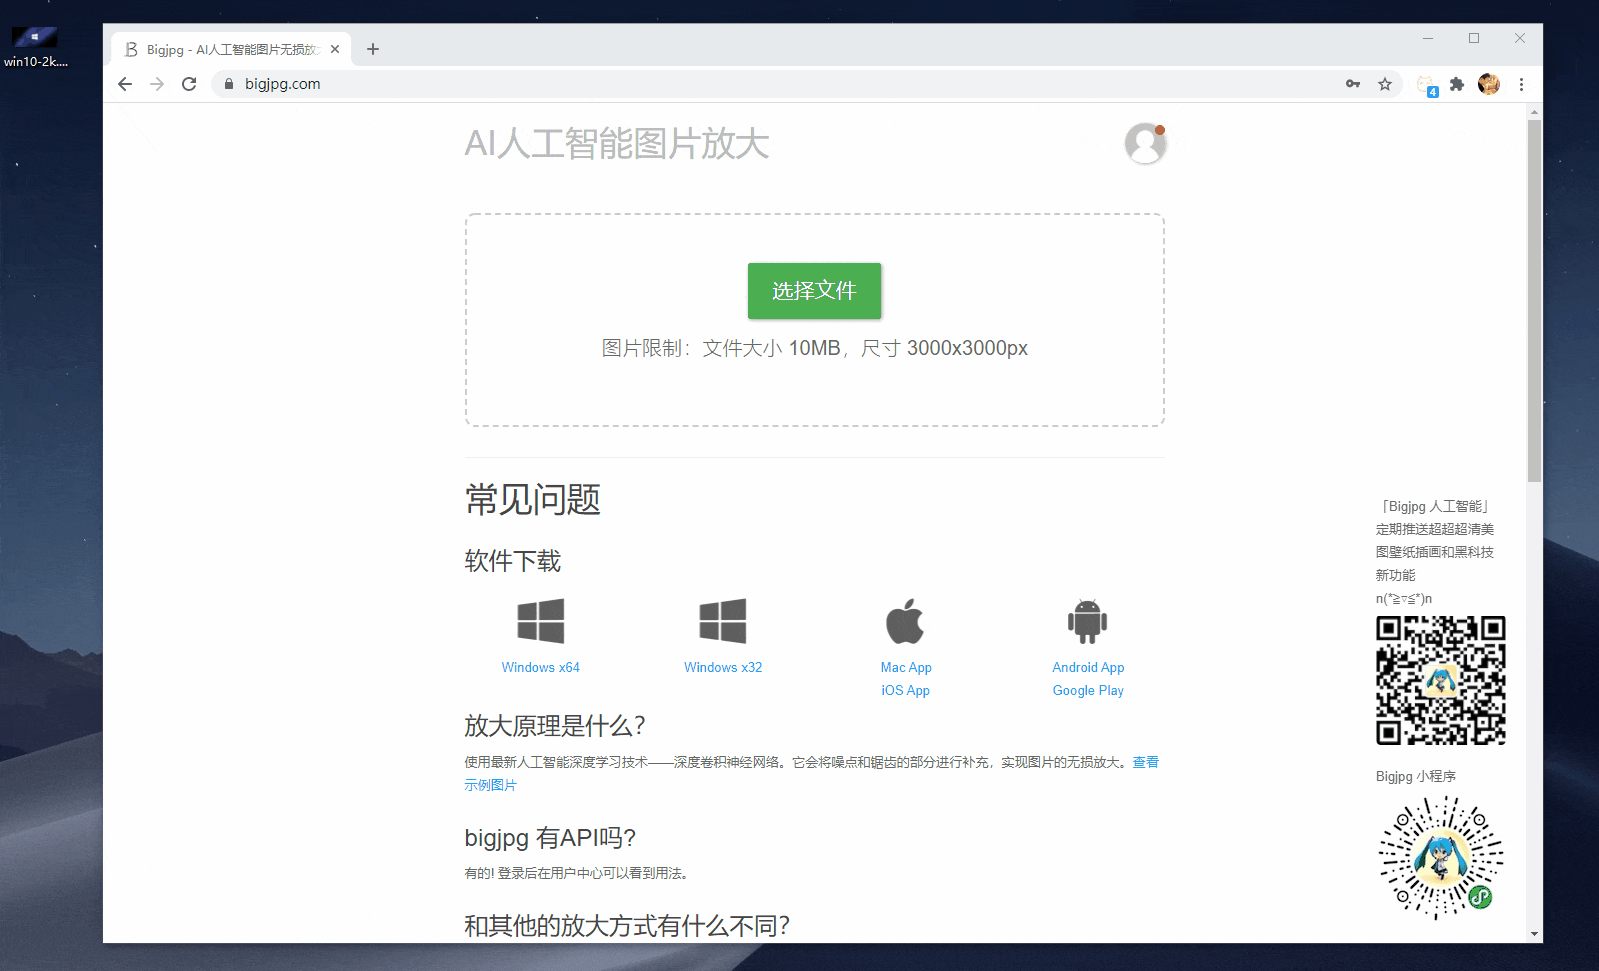 win10-2k....
Bigjpg - AI人工智能图片无损放
bigjpg.com
4
AI人工智能图片放大
选择文件
图片限制：文件大小 10MB，尺寸 3000x3000px
常见问题
软件下载
Windows x64
Windows x32
Mac App
iOS App
Android App
Google Play
放大原理是什么？
使用最新人工智能深度学习技术——深度卷积神经网络。它会将噪点和锯齿的部分进行补充，实现图片的无损放大。查看
示例图片
bigjpg 有API吗?
有的! 登录后在用户中心可以看到用法。
和其他的放大方式有什么不同?
「Bigjpg 人工智能」
定期推送超超超清美
图壁纸插画和黑科技
新功能
n(*≧▽≦*)n
Bigjpg 小程序